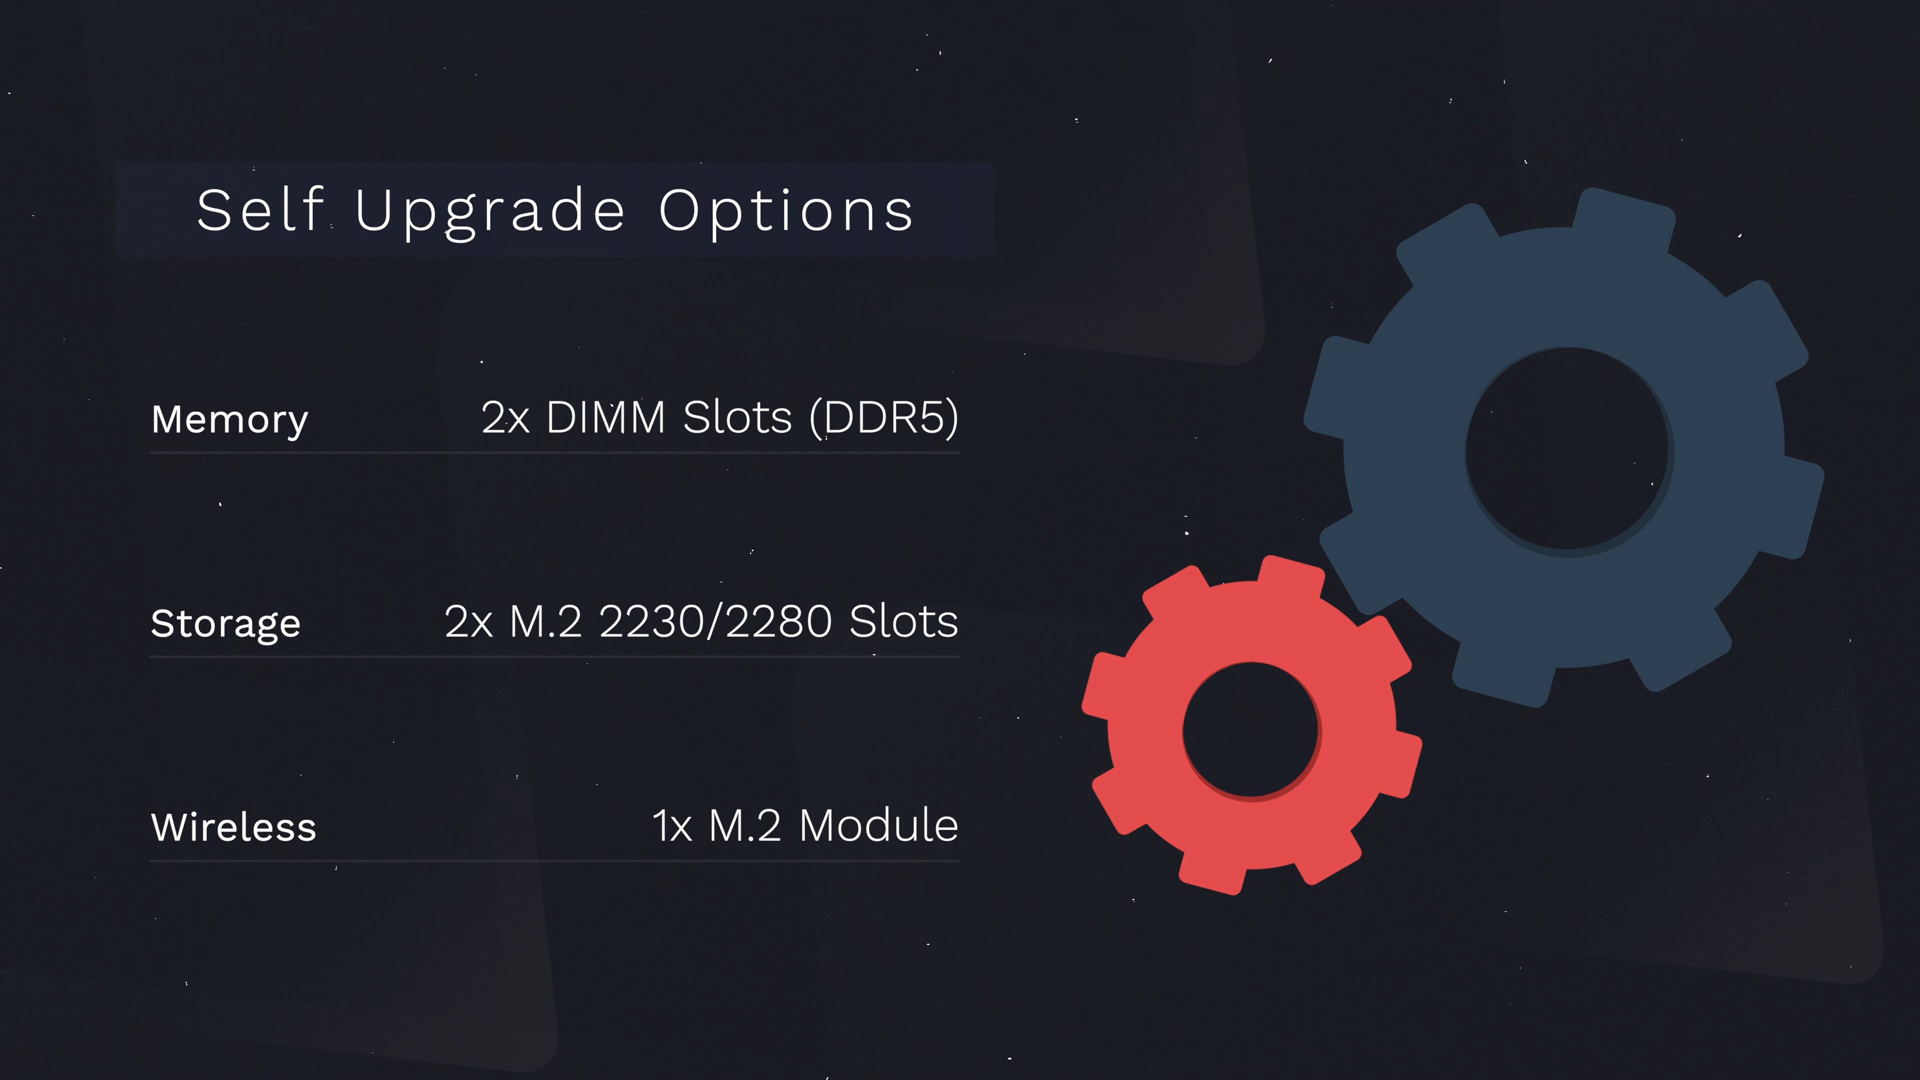 Self Upgrade Options
Memory 2x DIMM Slots (DDR5)
Storage 2x M.2 2230/2280 Slots
Wireless 1x M.2 Module